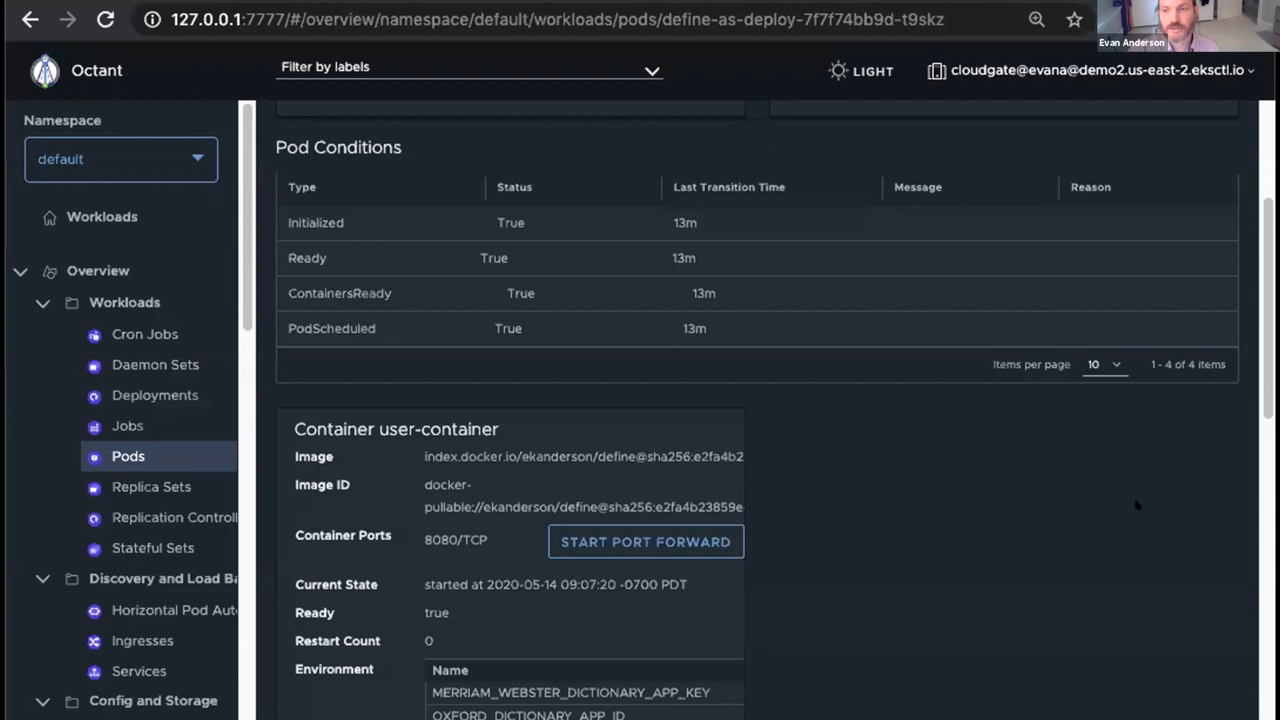 127.0.0.1:7777/#/overview/namespace/default/workloads/pods/define-as-deploy-7f7f74bb9d-t9skz
Evan Anderson
Octant
Filter by labels
LIGHT
cloudgate@evana@demo2.us-east-2.eksctl.io
Namespace
default
Workloads
Overview
Workloads
Cron Jobs
Daemon Sets
Deployments
Jobs
Pods
Replica Sets
Replication Controll
Stateful Sets
Discovery and Load Ba
Horizontal Pod Aut
Ingresses
Services
Config and Storage
Pod Conditions
Type Status Last Transition Time Message Reason
Initialized True 13m
Ready True 13m
ContainersReady True 13m
PodScheduled True 13m
Items per page 10 1 - 4 of 4 items
Container user-container
Image index.docker.io/ekanderson/define@sha256:e2fa4b2
Image ID docker-
pullable://ekanderson/define@sha256:e2fa4b23859e
Container Ports 8080/TCP START PORT FORWARD
Current State started at 2020-05-14 09:07:20 -0700 PDT
Ready true
Restart Count 0
Environment Name
MERRIAM_WEBSTER_DICTIONARY_APP_KEY
OXFORD_DICTIONARY_APP_ID